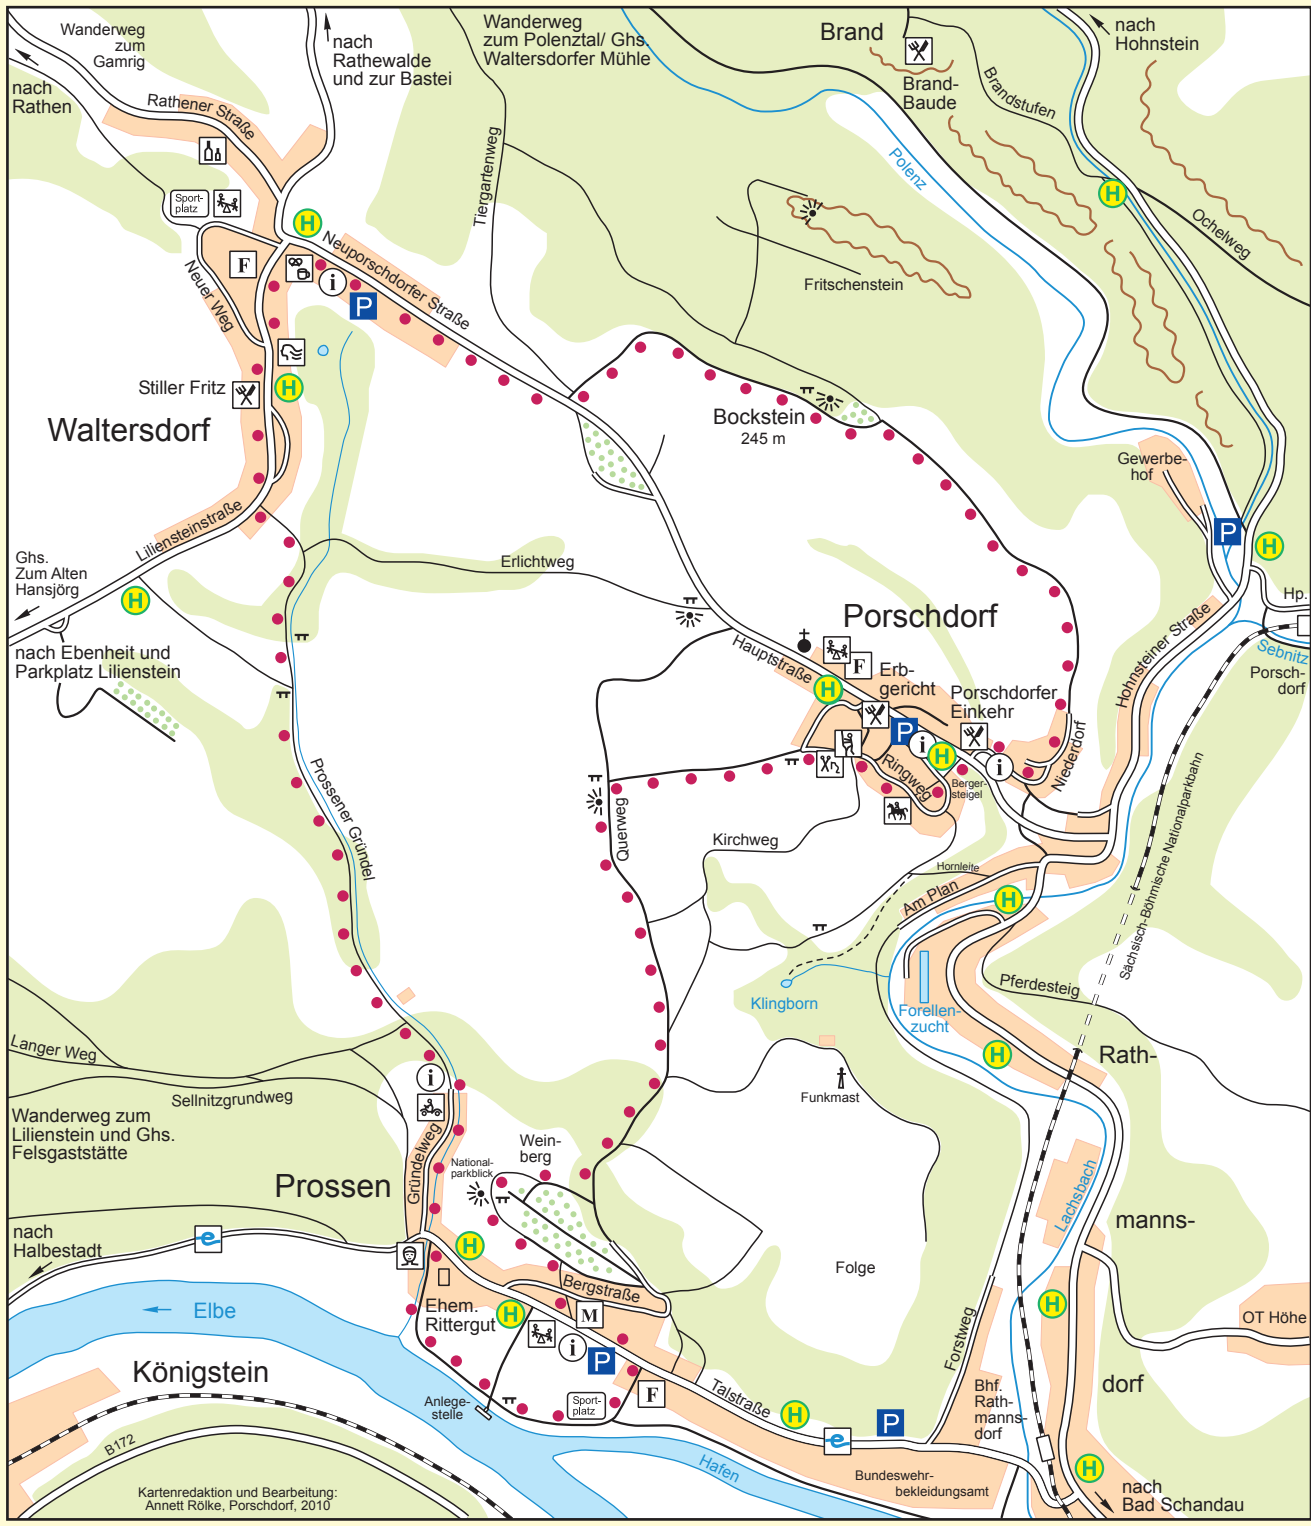 Wanderweg
zum
Gamrig
nach
Rathen
nach
Rathewalde
und zur Bastei
Wanderweg
zum Polenztal/ Ghs.
Waltersdorfer Mühle
Brand
Brand-
Baude
Brandstufen
nach
Hohnstein
Rathener Straße
Sport-
platz
H
Neuporschdorfer Straße
F
i
P
Neuer Weg
Tiergartenweg
Polenz
H
Ochelweg
Fritschenstein
Stiller Fritz
H
Waltersdorf
Bockstein
245 m
Gewerbe-
hof
P
H
Liliensteinstraße
Ghs.
Zum Alten
Hansjörg
H
Erlichtweg
Hp.
Porschdorf
Sebnitz
Porsch-
dorf
nach Ebenheit und
Parkplatz Lilienstein
Hauptstraße
F
H
Erb-
gericht
Porschdorfer
Einkehr
Hohnsteiner Straße
P
i
H
i
Niederdorf
Ringweg
Berger-
steigel
Prossener Gründel
Querweg
Kirchweg
Hornleite
Am Plan
H
Sächsisch-Böhmische Nationalparkbahn
Klingborn
Forellen-
zucht
Pferdesteig
H
Rath-
Langer Weg
Sellnitzgrundweg
i
Funkmast
Wanderweg zum
Lilienstein und Ghs.
Felsgaststätte
Gründelweg
Wein-
berg
National-
parkblick
Prossen
Lachsbach
manns-
nach
Halbestadt
e
H
Bergstraße
Folge
Elbe
Ehem.
Rittergut
H
M
i
P
H
OT Höhe
Forstweg
Königstein
Anlege-
stelle
Sport-
platz
F
Talstraße
H
P
e
Bhf.
Rath-
manns-
dorf
dorf
B172
Hafen
Bundeswehr-
bekleidungsamt
H
nach
Bad Schandau
Kartenredaktion und Bearbeitung:
Annett Rölke, Porschdorf, 2010